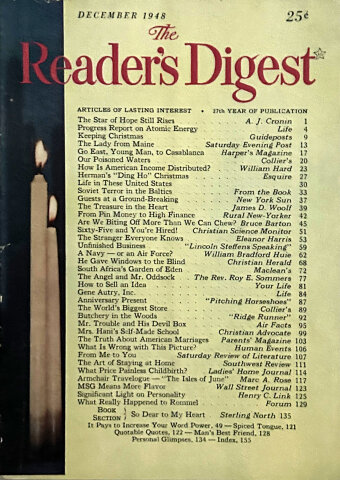 DECEMBER 1948
25¢
The
Reader's Digest
ARTICLES OF LASTING INTEREST • 27th YEAR OF PUBLICATION
The Star of Hope Still Rises A. J. Cronin 1
Progress Report on Atomic Energy Life 4
Keeping Christmas Guideposts 9
The Lady from Maine Saturday Evening Post 13
Go East, Young Man, to Casablanca Harper's Magazine 17
Our Poisoned Waters Collier's 20
How Is American Income Distributed? William Hard 23
Herman's "Ding Ho" Christmas Esquire 27
Life in These United States 30
Soviet Terror in the Baltics From the Book 33
Guests at a Ground-Breaking New York Sun 37
The Treasure in the Heart James D. Woolf 39
From Pin Money to High Finance Rural New-Yorker 42
Are We Biting Off More Than We Can Chew? Bruce Barton 45
Sixty-Five and You're Hired! Christian Science Monitor 51
The Stranger Everyone Knows Eleanor Harris 53
Unfinished Business "Lincoln Steffens Speaking" 59
A Navy — or an Air Force? William Bradford Huie 62
He Gave Windows to the Blind Christian Herald 68
South Africa's Garden of Eden Maclean's 72
The Angel and Mr. Oddsock The Rev. Roy E. Sommers 77
How to Sell an Idea Your Life 81
Gene Autry, Inc. Life 84
Anniversary Present "Pitching Horseshoes" 87
The World's Biggest Store Collier's 89
Butchery in the Woods "Ridge Runner" 92
Mr. Trouble and His Devil Box Air Facts 95
Mrs. Hain's Self-Made School Christian Advocate 99
The Truth About American Marriages Parents' Magazine 103
What Is Wrong with This Picture? Human Events 106
From Me to You Saturday Review of Literature 107
The Art of Staying at Home Southwest Review 111
What Price Painless Childbirth? Ladies' Home Journal 114
Armchair Travelogue — "The Isles of June" Marc A. Rose 117
MSG Means More Flavor Wall Street Journal 123
Significant Light on Personality Henry C. Link 125
What Really Happened to Rommel Forum 129
BOOK
SECTION } So Dear to My Heart Sterling North 135
It Pays to Increase Your Word Power, 49 — Spiced Tongue, 121
Quotable Quotes, 122 — Man's Best Friend, 128
Personal Glimpses, 134 — Index, 155